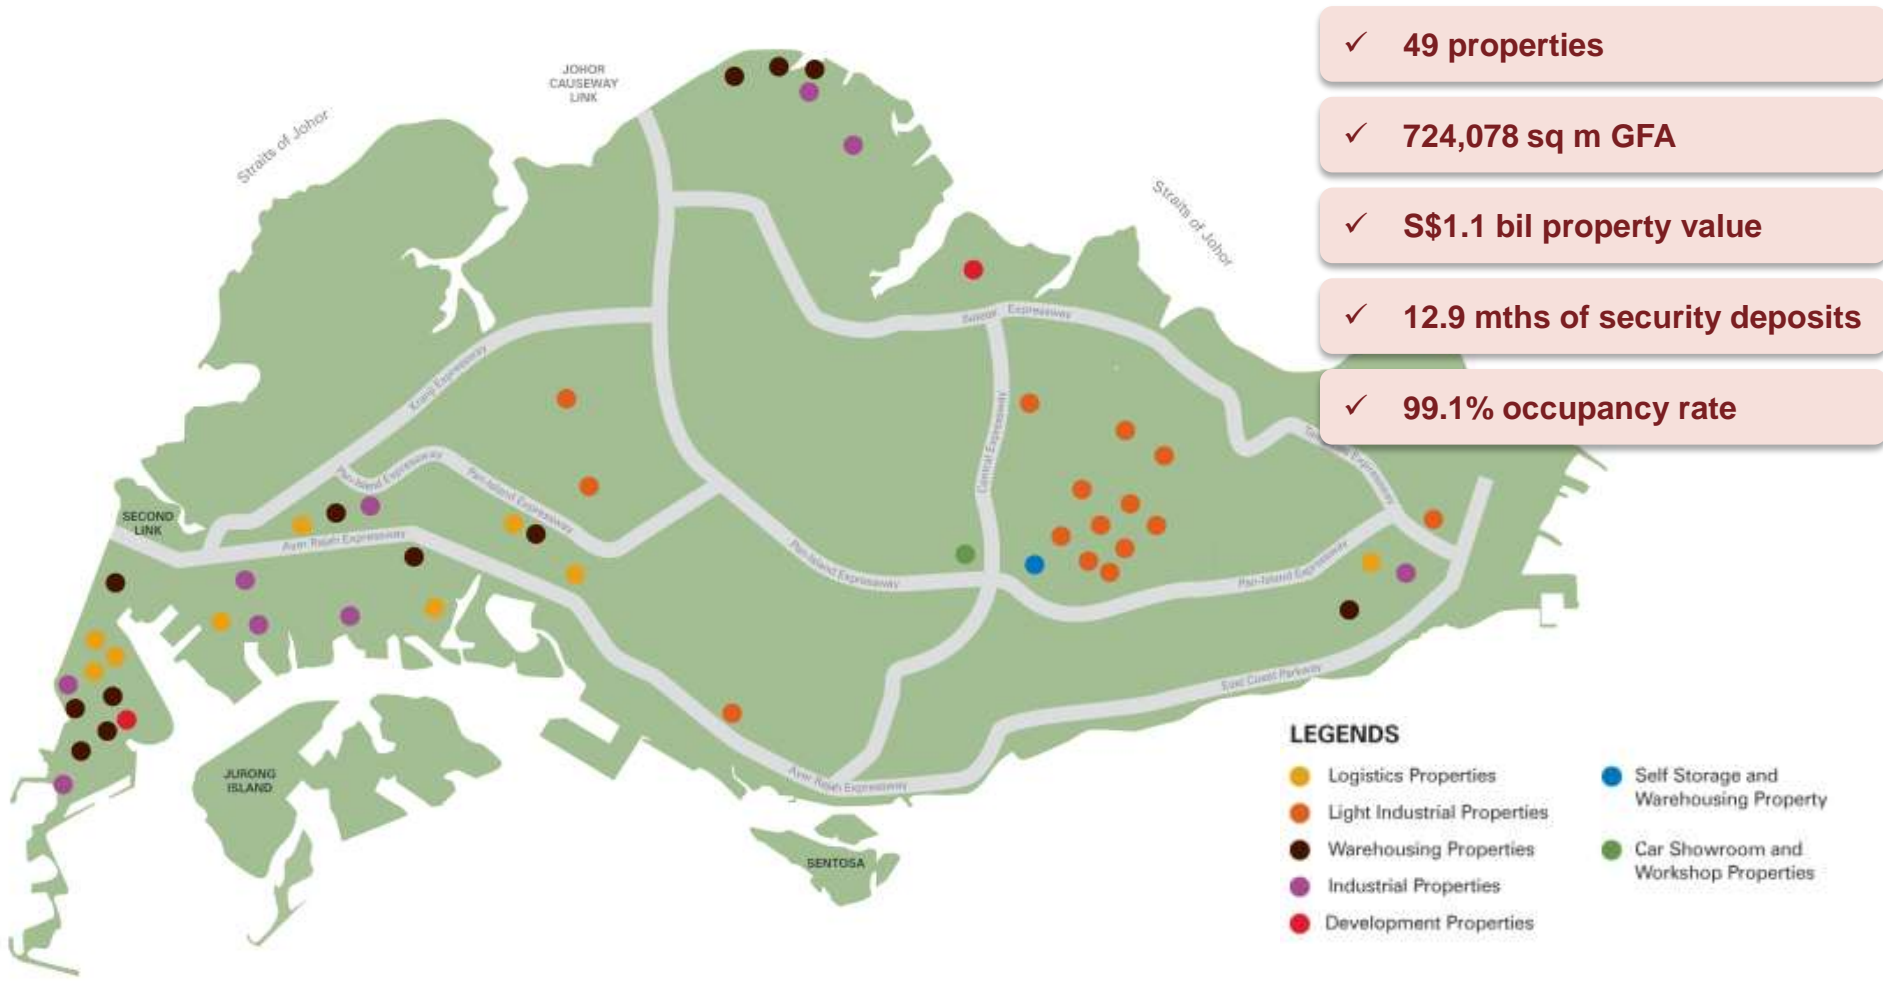 ✓ 49 properties
✓ 724,078 sq m GFA
✓ S$1.1 bil property value
✓ 12.9 mths of security deposits
✓ 99.1% occupancy rate
JOHOR
CAUSEWAY
LINK
Straits of Johor
Straits of Johor
Expressway
Kranji Expressway
Central Expressway
Pan-Island Expressway
Pan-Island Expressway
Expressway
SECOND
LINK
Ayer Rajah Expressway
Pan-Island Expressway
Pan-Island Expressway
East Coast Parkway
Ayer Rajah Expressway
JURONG
ISLAND
SENTOSA
LEGENDS
Logistics Properties
Light Industrial Properties
Warehousing Properties
Industrial Properties
Development Properties
Self Storage and
Warehousing Property
Car Showroom and
Workshop Properties